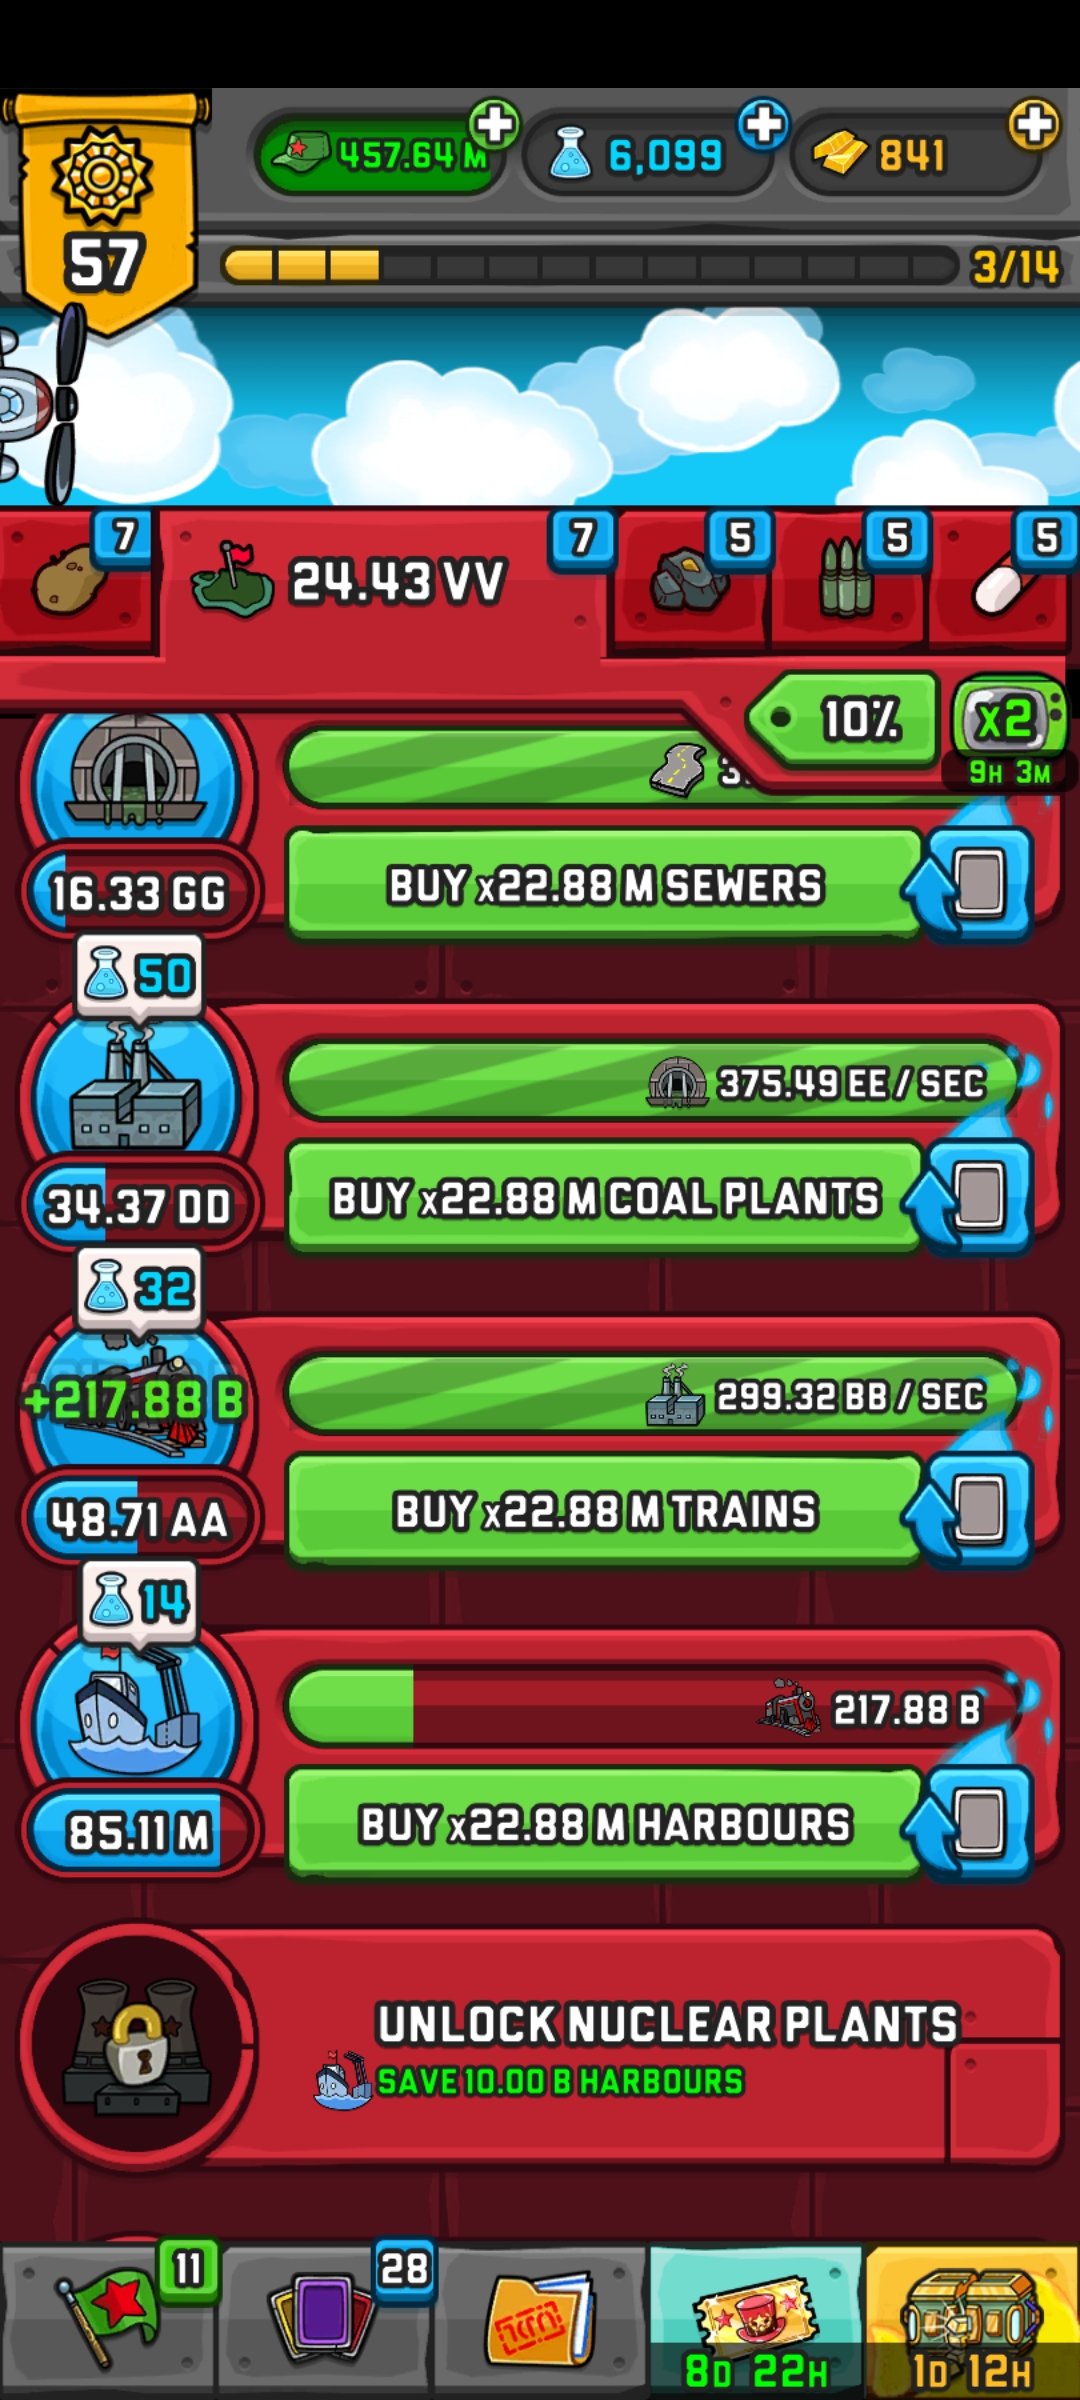 457.64 M
6,099
841
57
3/14
7
24.43 VV
7
5
5
5
10%
x2
9H 3M
16.33 GG
BUY x22.88 M SEWERS
50
375.49 EE / SEC
34.37 DD
BUY x22.88 M COAL PLANTS
32
+217.88 B
299.32 BB / SEC
48.71 AA
BUY x22.88 M TRAINS
14
217.88 B
85.11 M
BUY x22.88 M HARBOURS
UNLOCK NUCLEAR PLANTS
SAVE 10.00 B HARBOURS
11
28
8D 22H
1D 12H